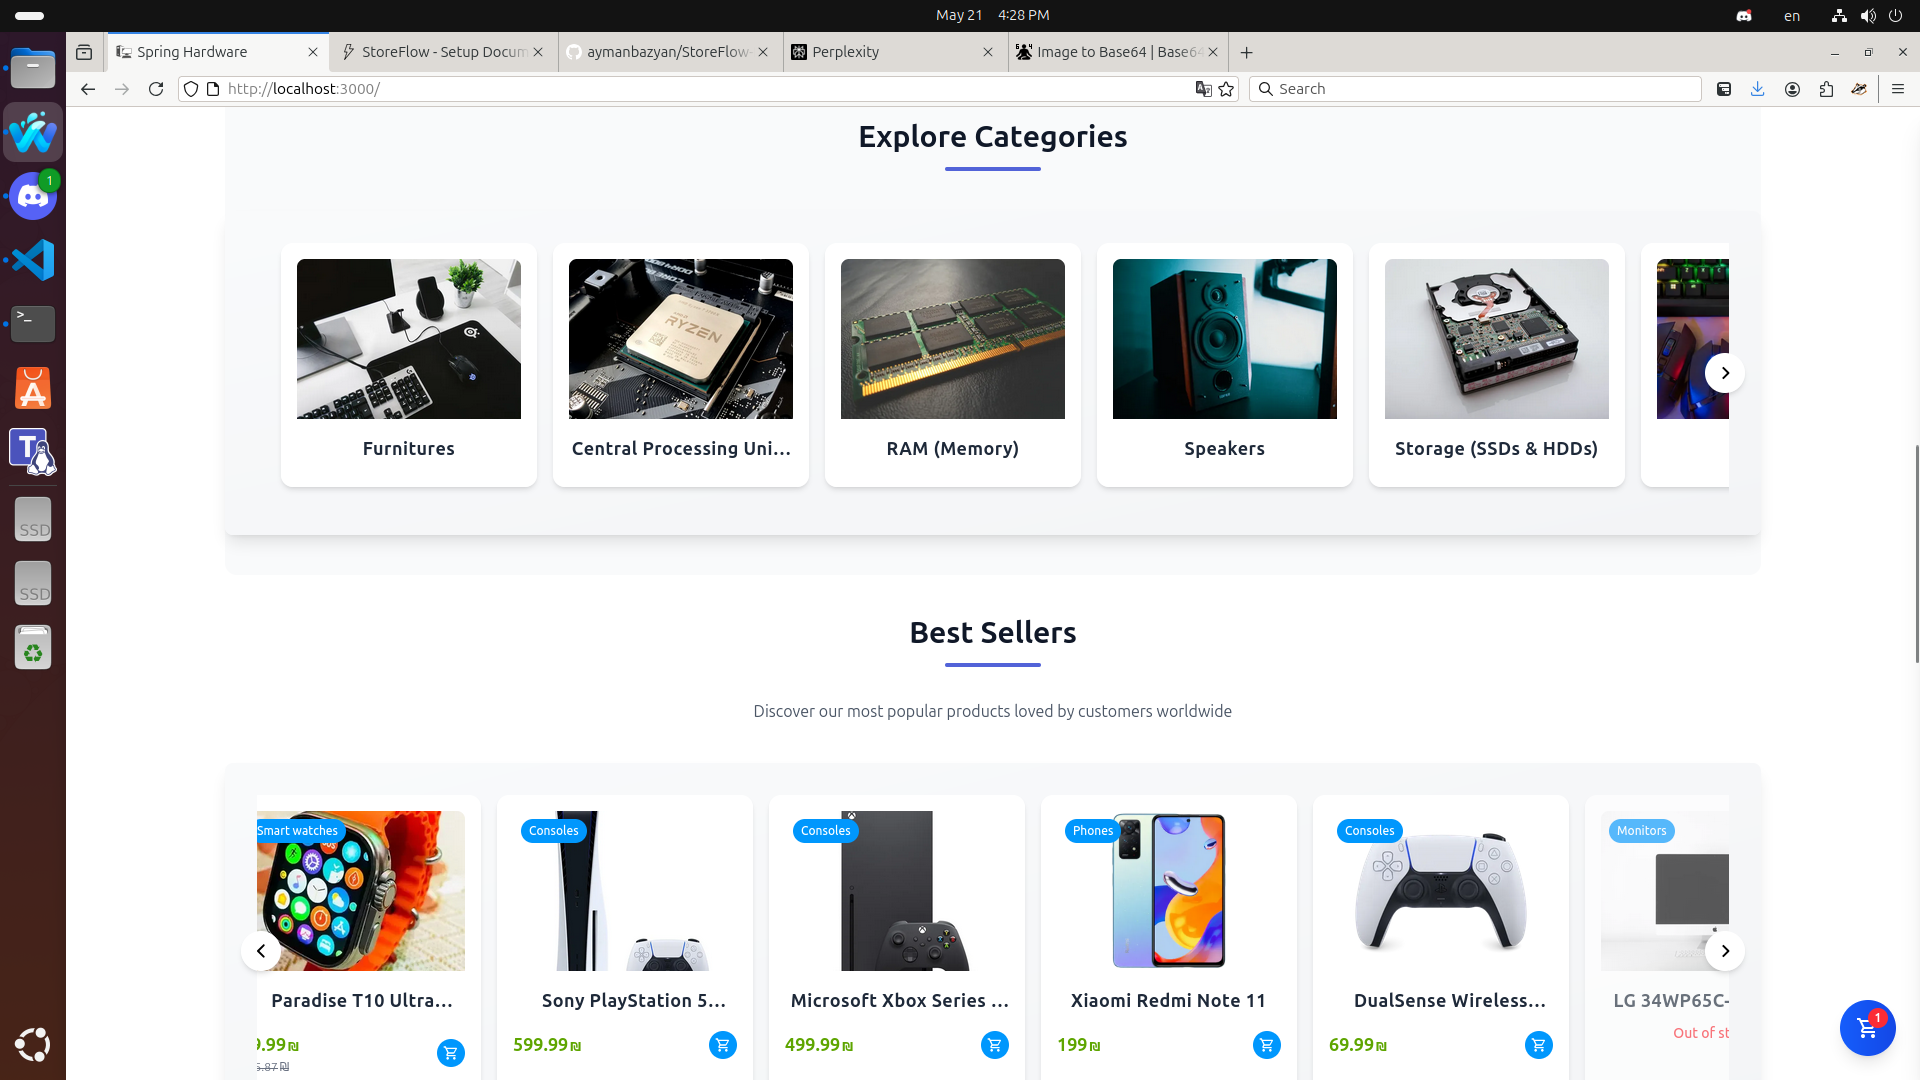 May 21 4:28 PM
en
Spring Hardware
StoreFlow - Setup Docum
aymanbazyan/StoreFlow-
Perplexity
Image to Base64 | Base64
http://localhost:3000/
Search
1
SSD
SSD
Explore Categories
RYZEN
Furnitures
Central Processing Uni...
RAM (Memory)
Speakers
Storage (SSDs & HDDs)
Best Sellers
Discover our most popular products loved by customers worldwide
Smart watches
Consoles
Consoles
Phones
Consoles
Monitors
Paradise T10 Ultra...
Sony PlayStation 5...
Microsoft Xbox Series ...
Xiaomi Redmi Note 11
DualSense Wireless...
LG 34WP65C-
9.99₪
5.87₪
599.99₪
499.99₪
199₪
69.99₪
Out of st
1